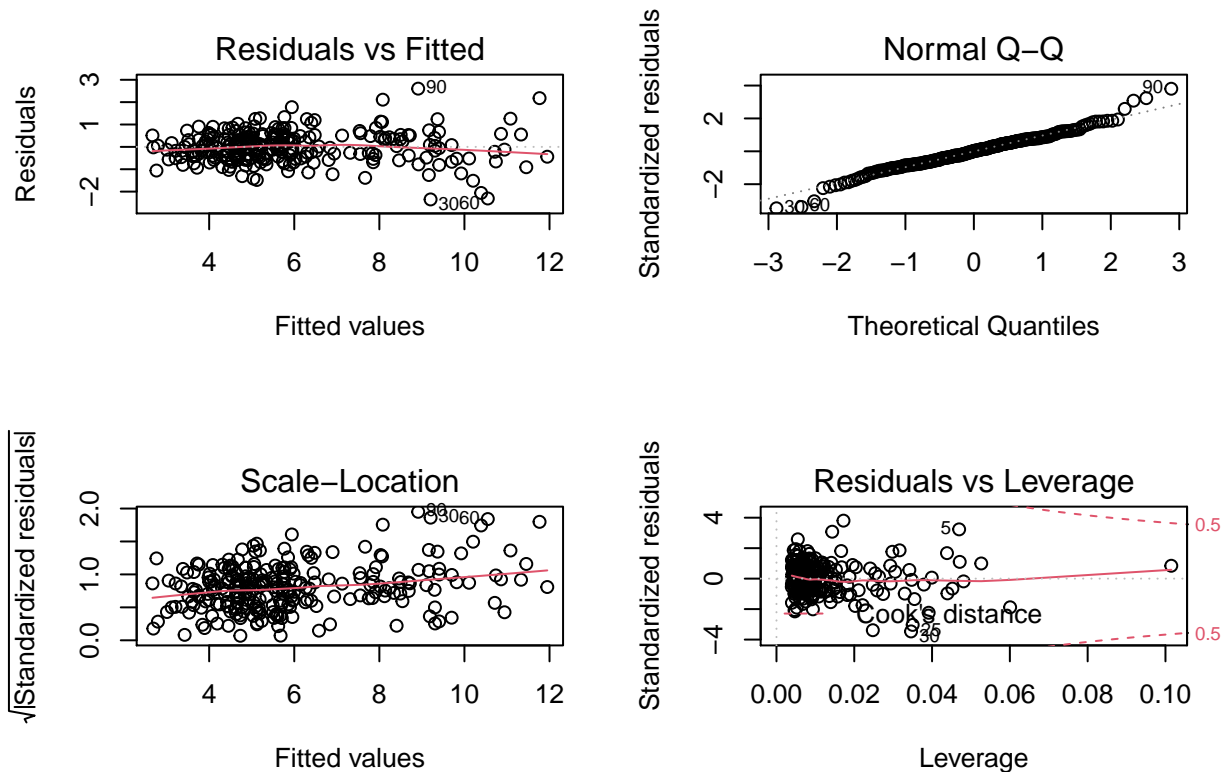 Residuals vs Fitted
Residuals
3
1
−2
90
3060
4 6 8 10 12
Fitted values
Normal Q−Q
Standardized residuals
2
−2
90
−3 −2 −1 0 1 2 3
Theoretical Quantiles
Scale−Location
√|Standardized residuals|
2.0
1.0
0.0
4 6 8 10 12
Fitted values
Residuals vs Leverage
Standardized residuals
4
0
−4
5
Cook's distance
0.5
0.5
0.00 0.02 0.04 0.06 0.08 0.10
Leverage